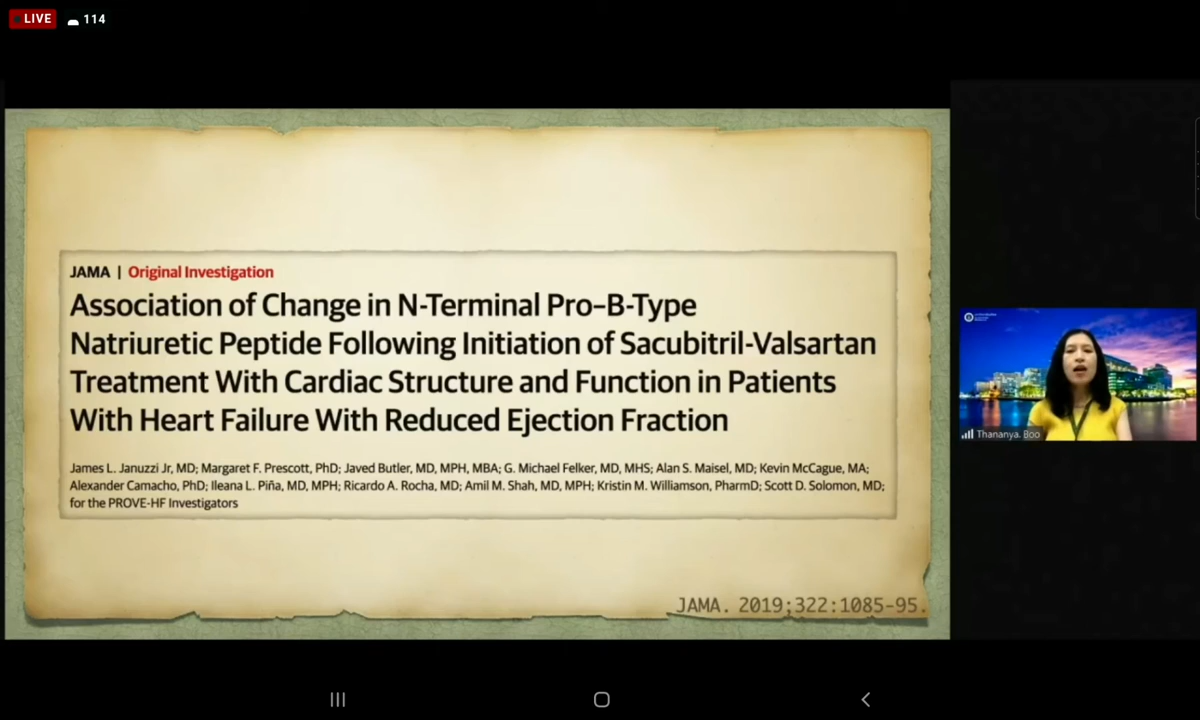 LIVE 114
JAMA | Original Investigation
Association of Change in N-Terminal Pro–B-Type
Natriuretic Peptide Following Initiation of Sacubitril-Valsartan
Treatment With Cardiac Structure and Function in Patients
With Heart Failure With Reduced Ejection Fraction
James L. Januzzi Jr, MD; Margaret F. Prescott, PhD; Javed Butler, MD, MPH, MBA; G. Michael Felker, MD, MHS; Alan S. Maisel, MD; Kevin McCague, MA;
Alexander Camacho, PhD; Ileana L. Piña, MD, MPH; Ricardo A. Rocha, MD; Amil M. Shah, MD, MPH; Kristin M. Williamson, PharmD; Scott D. Solomon, MD;
for the PROVE-HF Investigators
JAMA. 2019;322:1085-95.
Thananya. Boo